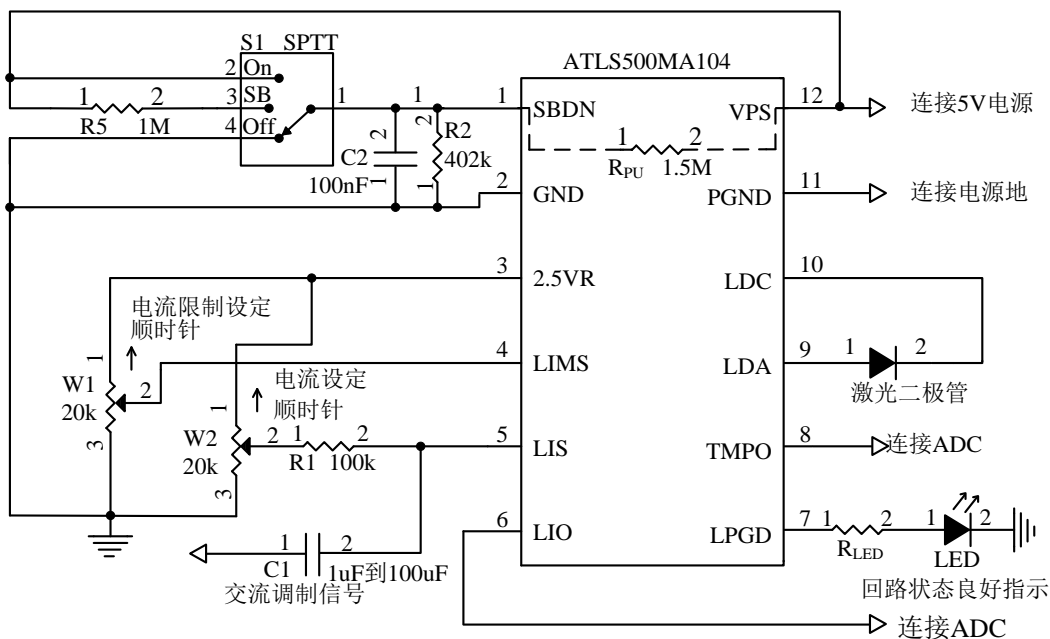 S1 SPTT
ATLS500MA104
2 On
1 2 3 SB 1 1 1 SBDN VPS 12 连接5V电源
R5 1M 4 Off
2 C2 1 100nF
2 R2 402k 1
1 2
R_PU 1.5M
2 GND PGND 11 连接电源地
3 2.5VR LDC 10
电流限制设定
顺时针
4 LIMS LDA 9 1 2
激光二极管
1 W1 2 20k 3
电流设定
顺时针
1 W2 2 20k 3
1 2 R1 100k
5 LIS TMPO 8 连接ADC
6 LIO LPGD 7 1 2 1 2
R_LED LED
回路状态良好指示
1 2
C1 1uF到100uF
交流调制信号
连接ADC